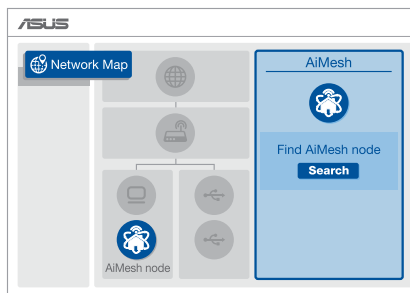 ASUS
Network Map
AiMesh
Find AiMesh node
Search
AiMesh node